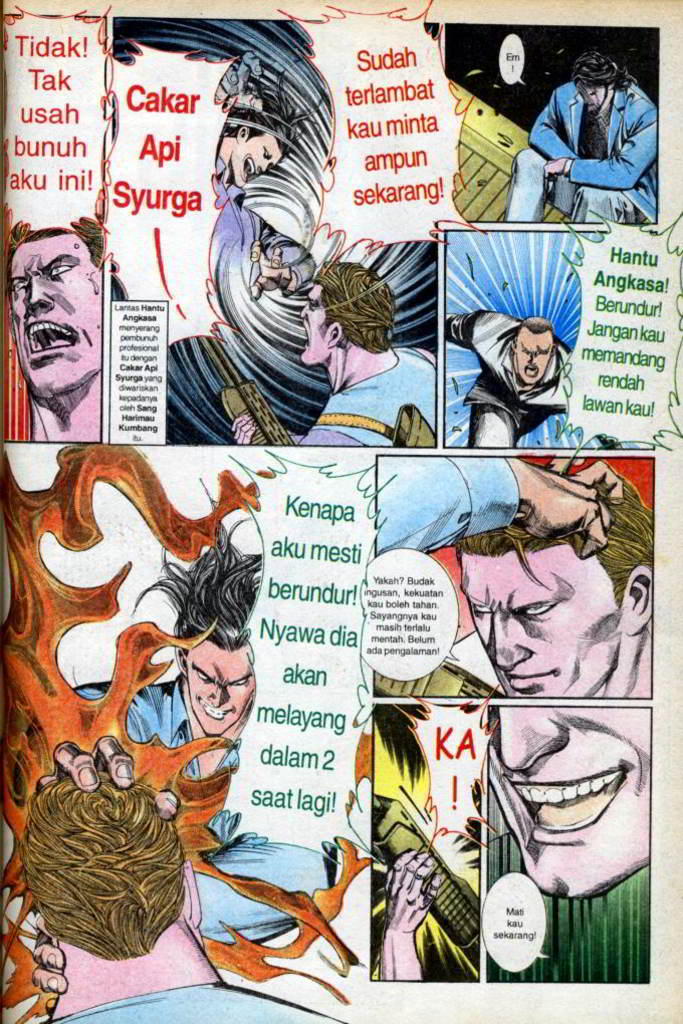 Tidak!
Tak
usah
bunuh
aku ini!
Cakar
Api
Syurga
Sudah
terlambat
kau minta
ampun
sekarang!
Em
!
Lantas Hantu
Angkasa
menyerang
pembunuh
profesional
itu dengan
Cakar Api
Syurga yang
diwariskan
kepadanya
oleh Sang
Harimau
Kumbang
itu.
Hantu
Angkasa!
Berundur!
Jangan kau
memandang
rendah
lawan kau!
Kenapa
aku mesti
berundur!
Nyawa dia
akan
melayang
dalam 2
saat lagi!
Yakah? Budak
ingusan, kekuatan
kau boleh tahan.
Sayangnya kau
masih terlalu
mentah. Belum
ada pengalaman!
KA
!
Mati
kau
sekarang!